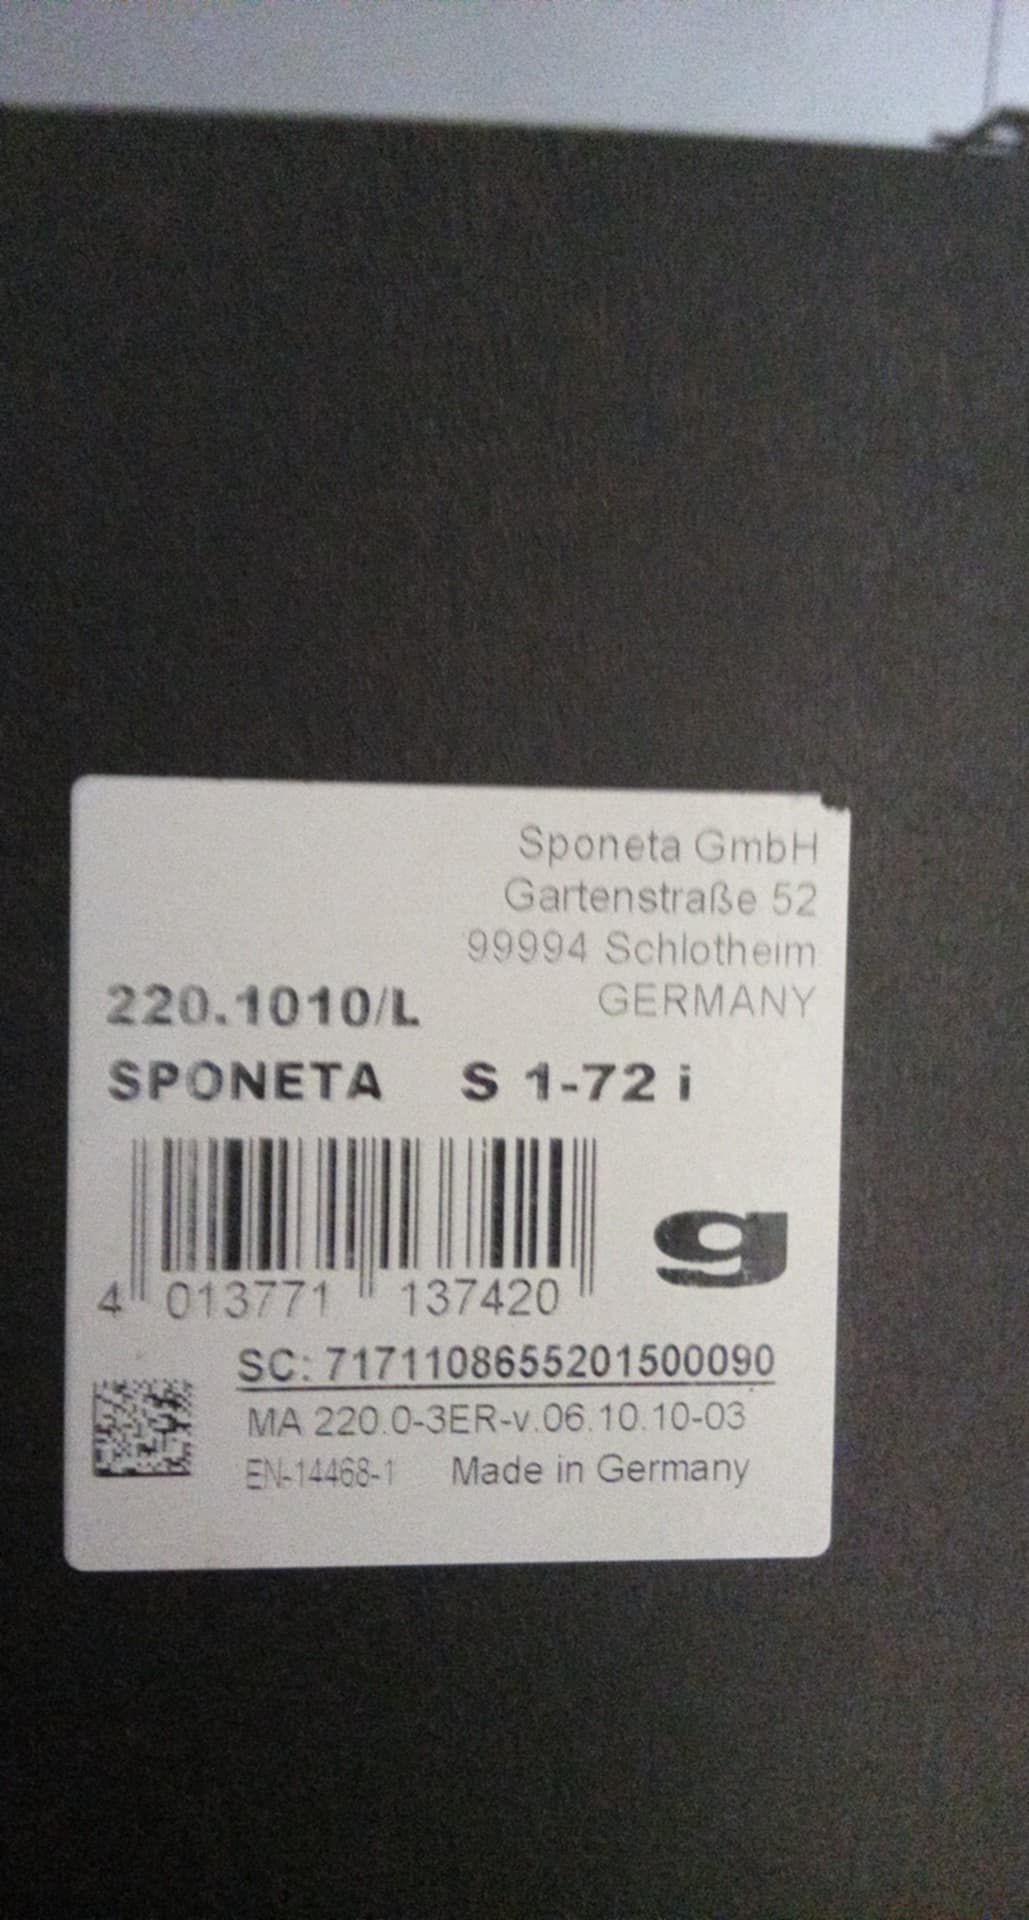 Sponeta GmbH
Gartenstraße 52
99994 Schlotheim
GERMANY
220.1010/L
SPONETA S 1-72 i
g
4 013771 137420
SC: 7171108655201500090
MA 220.0-3ER-v.06.10.10-03
EN-14468-1 Made in Germany